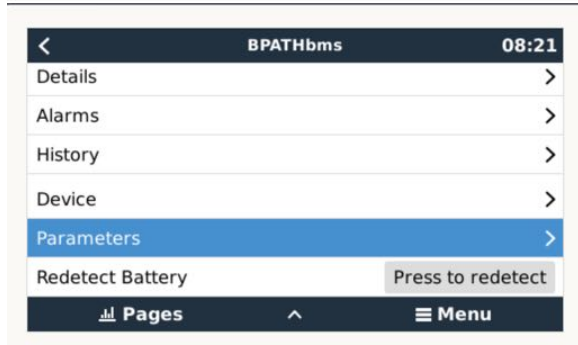 BPATHbms 08:21
Details
Alarms
History
Device
Parameters
Redetect Battery Press to redetect
Pages Menu